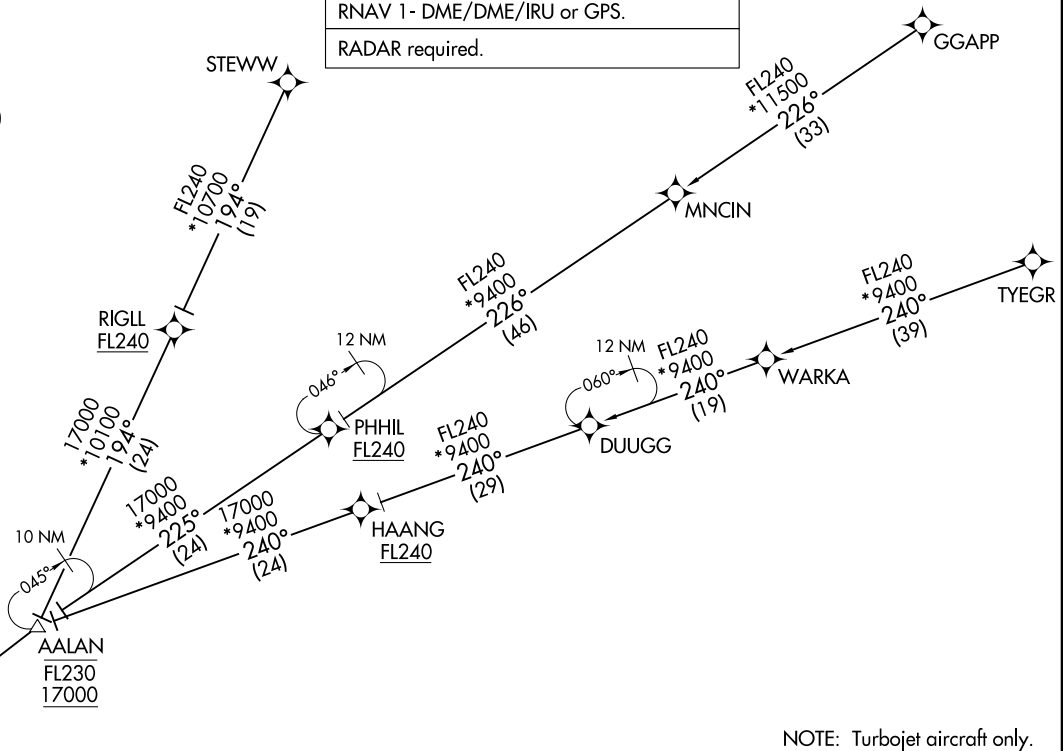 RNAV 1- DME/DME/IRU or GPS.
RADAR required.
GGAPP
STEWW
FL240
*11500
226°
(33)
FL240
*10700
194°
(19)
MNCIN
TYEGR
FL240
*9400
240°
(39)
FL240
*9400
226°
(46)
RIGLL
FL240
12 NM
046°
12 NM
060°
FL240
*9400
240°
(19)
WARKA
PHHIL
FL240
DUUGG
FL240
*9400
240°
(29)
17000
*10100
194°
(24)
17000
*9400
225°
(24)
17000
*9400
240°
(24)
HAANG
FL240
10 NM
045°
AALAN
FL230
17000
NOTE: Turbojet aircraft only.